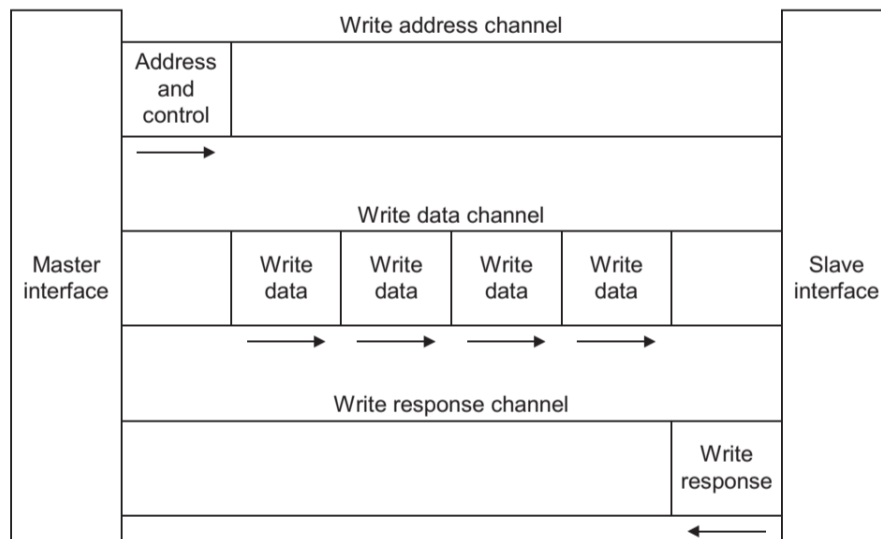 Write address channel
Address
and
control
Write data channel
Master
interface
Write
data
Write
data
Write
data
Write
data
Slave
interface
Write response channel
Write
response